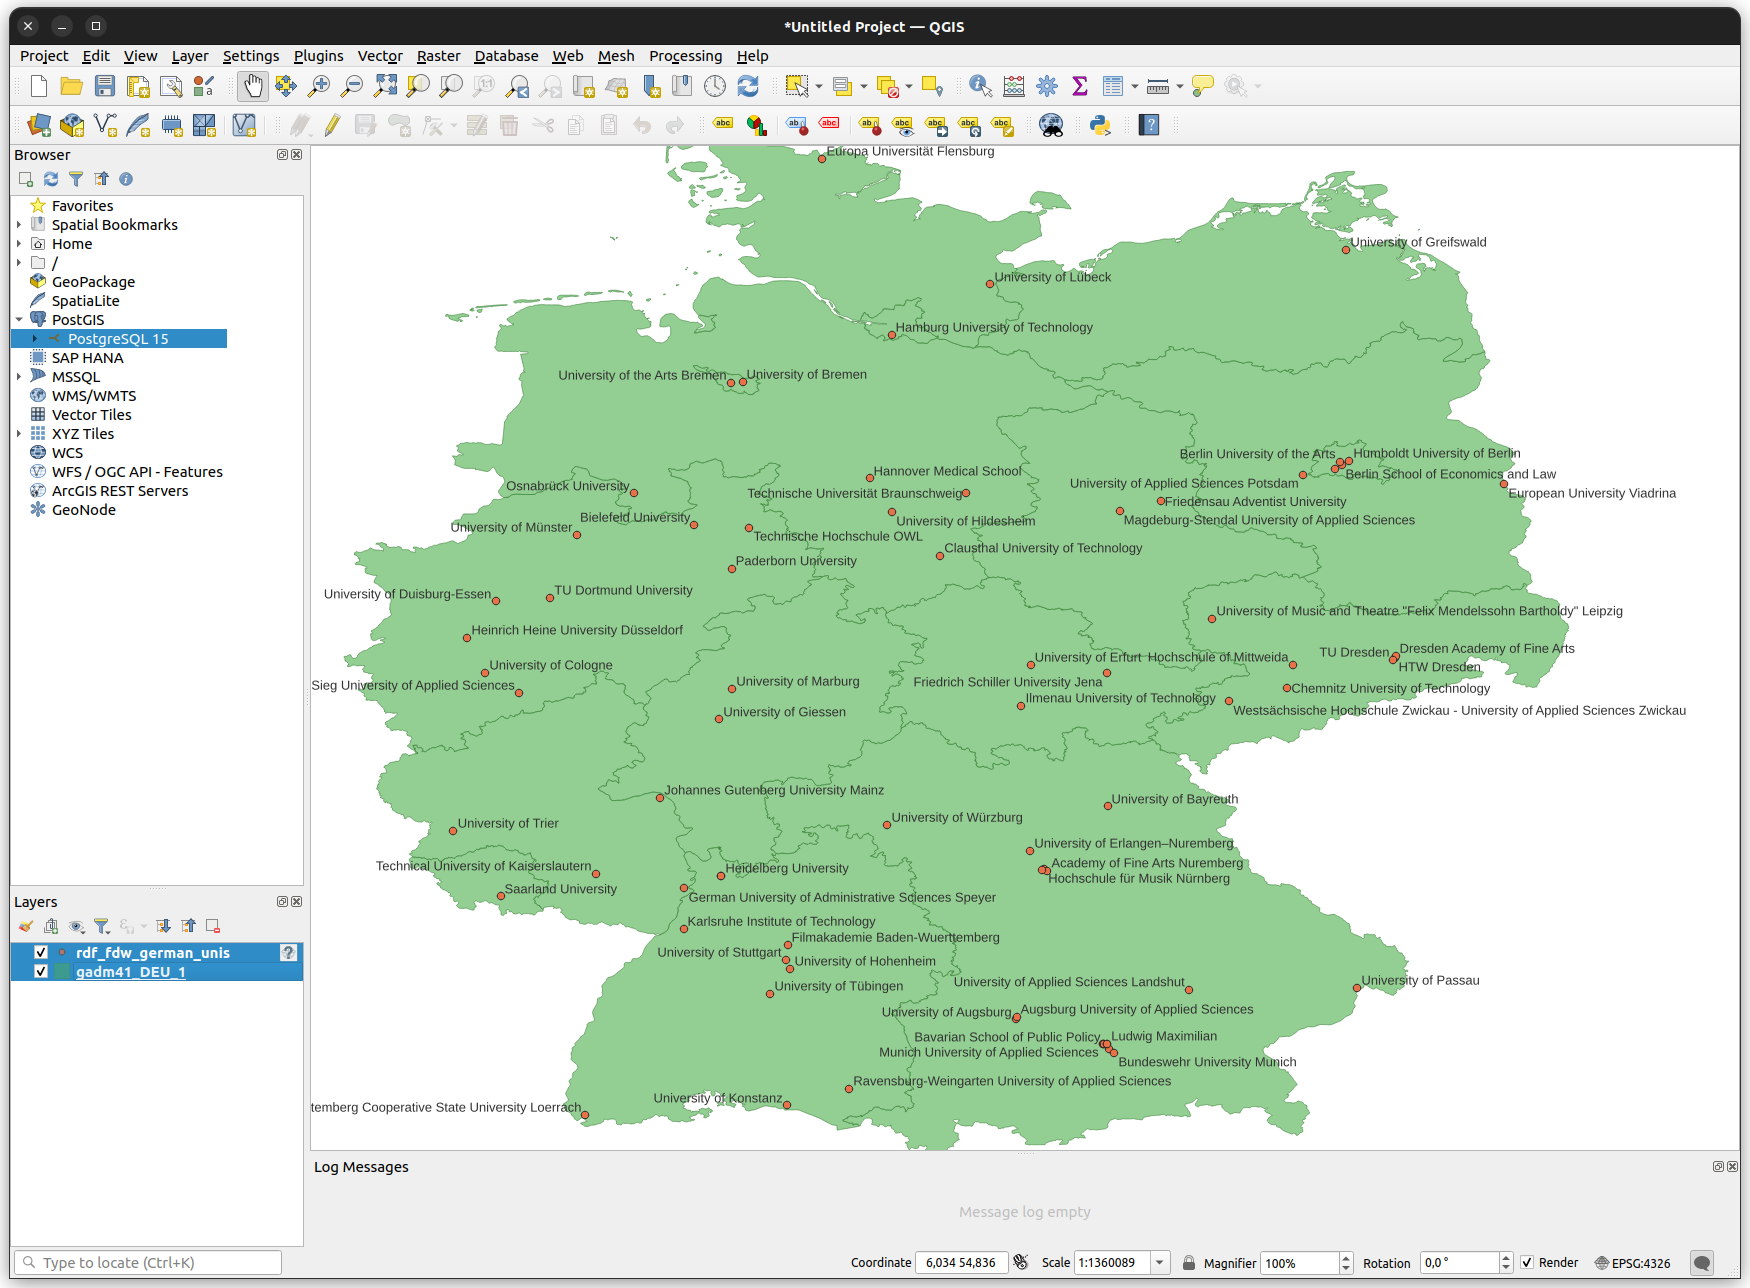 *Untitled Project — QGIS
Project Edit View Layer Settings Plugins Vector Raster Database Web Mesh Processing Help
Browser
Favorites
Spatial Bookmarks
Home
/
GeoPackage
SpatiaLite
PostGIS
PostgreSQL 15
SAP HANA
MSSQL
WMS/WMTS
Vector Tiles
XYZ Tiles
WCS
WFS / OGC API - Features
ArcGIS REST Servers
GeoNode
Layers
rdf_fdw_german_unis
gadm41_DEU_1
Europa Universität Flensburg
University of Greifswald
University of Lübeck
Hamburg University of Technology
University of the Arts Bremen
University of Bremen
Berlin University of the Arts
Humboldt University of Berlin
Hannover Medical School
Berlin School of Economics and Law
University of Applied Sciences Potsdam
Osnabrück University
Technische Universität Braunschweig
European University Viadrina
Friedensau Adventist University
Bielefeld University
University of Hildesheim
Magdeburg-Stendal University of Applied Sciences
University of Münster
Technische Hochschule OWL
Clausthal University of Technology
Paderborn University
University of Duisburg-Essen
TU Dortmund University
University of Music and Theatre "Felix Mendelssohn Bartholdy" Leipzig
Heinrich Heine University Düsseldorf
TU Dresden
Dresden Academy of Fine Arts
University of Erfurt
Hochschule of Mittweida
HTW Dresden
University of Cologne
Sieg University of Applied Sciences
University of Marburg
Friedrich Schiller University Jena
Chemnitz University of Technology
Ilmenau University of Technology
University of Giessen
Westsächsische Hochschule Zwickau - University of Applied Sciences Zwickau
Johannes Gutenberg University Mainz
University of Bayreuth
University of Trier
University of Würzburg
University of Erlangen–Nuremberg
Technical University of Kaiserslautern
Heidelberg University
Academy of Fine Arts Nuremberg
Hochschule für Musik Nürnberg
Saarland University
German University of Administrative Sciences Speyer
Karlsruhe Institute of Technology
Filmakademie Baden-Wuerttemberg
University of Stuttgart
University of Hohenheim
University of Tübingen
University of Applied Sciences Landshut
University of Passau
University of Augsburg
Augsburg University of Applied Sciences
Bavarian School of Public Policy
Ludwig Maximilian
Munich University of Applied Sciences
Bundeswehr University Munich
Ravensburg-Weingarten University of Applied Sciences
University of Konstanz
temberg Cooperative State University Loerrach
Log Messages
Message log empty
Type to locate (Ctrl+K)
Coordinate 6,034 54,836 Scale 1:1360089 Magnifier 100% Rotation 0,0 ° Render EPSG:4326